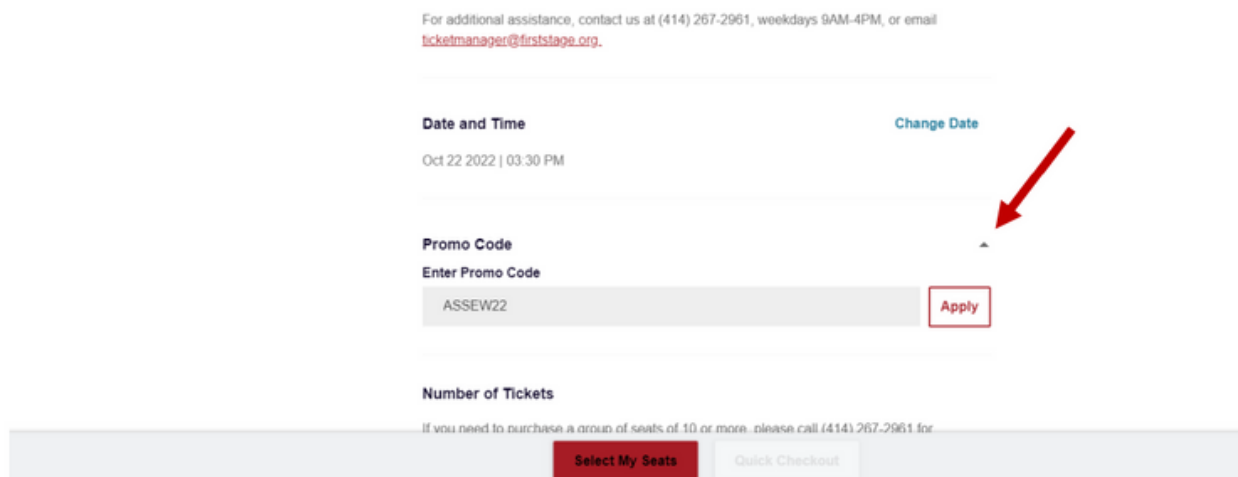 For additional assistance, contact us at (414) 267-2961, weekdays 9AM-4PM, or email
ticketmanager@firststage.org.
Date and Time
Change Date
Oct 22 2022 | 03:30 PM
Promo Code
Enter Promo Code
ASSEW22
Apply
Number of Tickets
If you need to purchase a group of seats of 10 or more, please call (414) 267-2961 for
Select My Seats
Quick Checkout